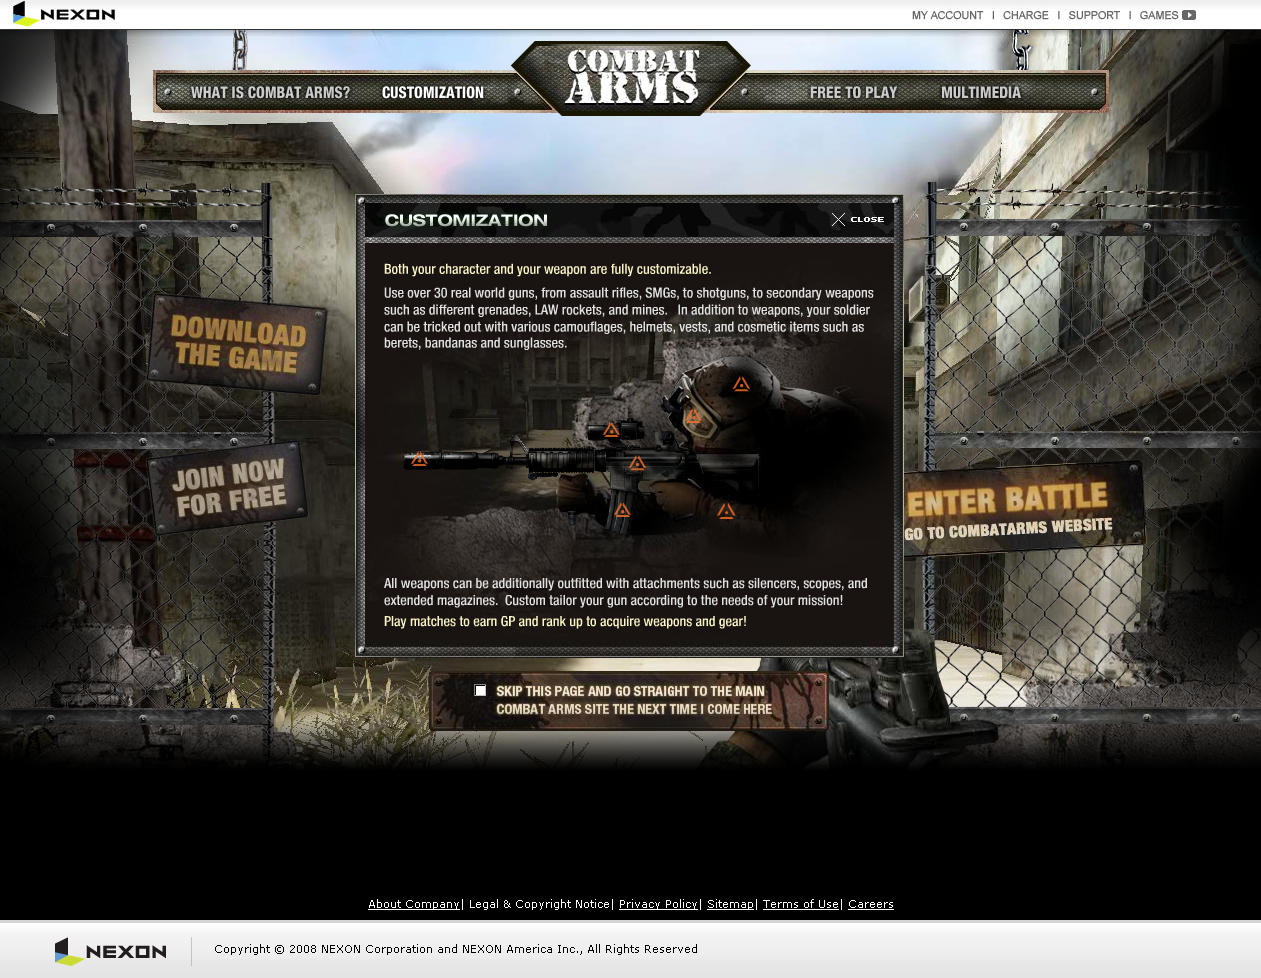 NEXON
MY ACCOUNT | CHARGE | SUPPORT | GAMES
COMBAT
ARMS
WHAT IS COMBAT ARMS? CUSTOMIZATION FREE TO PLAY MULTIMEDIA
CUSTOMIZATION
CLOSE
Both your character and your weapon are fully customizable.
Use over 30 real world guns, from assault rifles, SMGs, to shotguns, to secondary weapons
such as different grenades, LAW rockets, and mines. In addition to weapons, your soldier
can be tricked out with various camouflages, helmets, vests, and cosmetic items such as
berets, bandanas and sunglasses.
DOWNLOAD
THE GAME
JOIN NOW
FOR FREE
ENTER BATTLE
GO TO COMBATARMS WEBSITE
All weapons can be additionally outfitted with attachments such as silencers, scopes, and
extended magazines. Custom tailor your gun according to the needs of your mission!
Play matches to earn GP and rank up to acquire weapons and gear!
SKIP THIS PAGE AND GO STRAIGHT TO THE MAIN
COMBAT ARMS SITE THE NEXT TIME I COME HERE
About Company| Legal & Copyright Notice| Privacy Policy| Sitemap| Terms of Use| Careers
NEXON
Copyright © 2008 NEXON Corporation and NEXON America Inc., All Rights Reserved